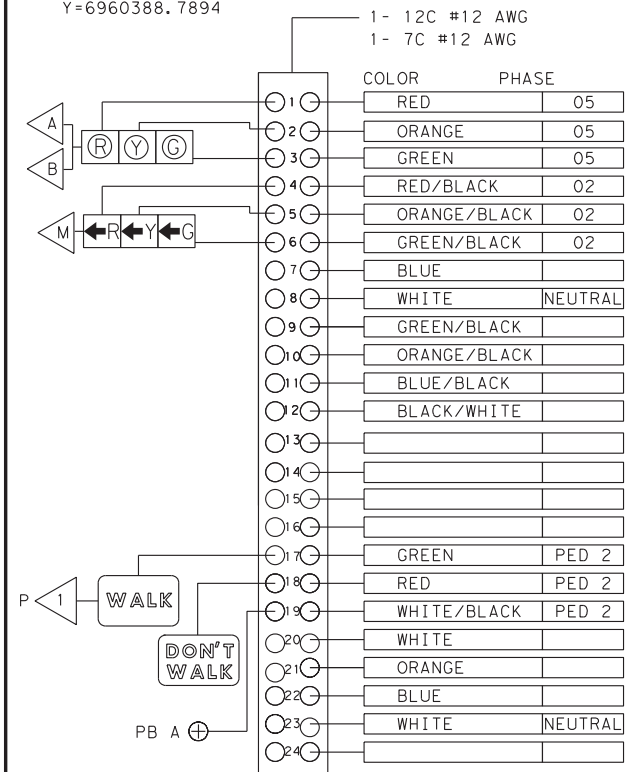 Y=6960388.7894
1- 12C #12 AWG
1- 7C #12 AWG
COLOR PHASE
1 RED 05
A
2 ORANGE 05
R Y G
3 GREEN 05
B
4 RED/BLACK 02
5 ORANGE/BLACK 02
M R Y G
6 GREEN/BLACK 02
7 BLUE
8 WHITE NEUTRAL
9 GREEN/BLACK
10 ORANGE/BLACK
11 BLUE/BLACK
12 BLACK/WHITE
13
14
15
16
17 GREEN PED 2
18 RED PED 2
P 1 WALK
19 WHITE/BLACK PED 2
20 WHITE
DON'T
WALK
21 ORANGE
22 BLUE
PB A
23 WHITE NEUTRAL
24